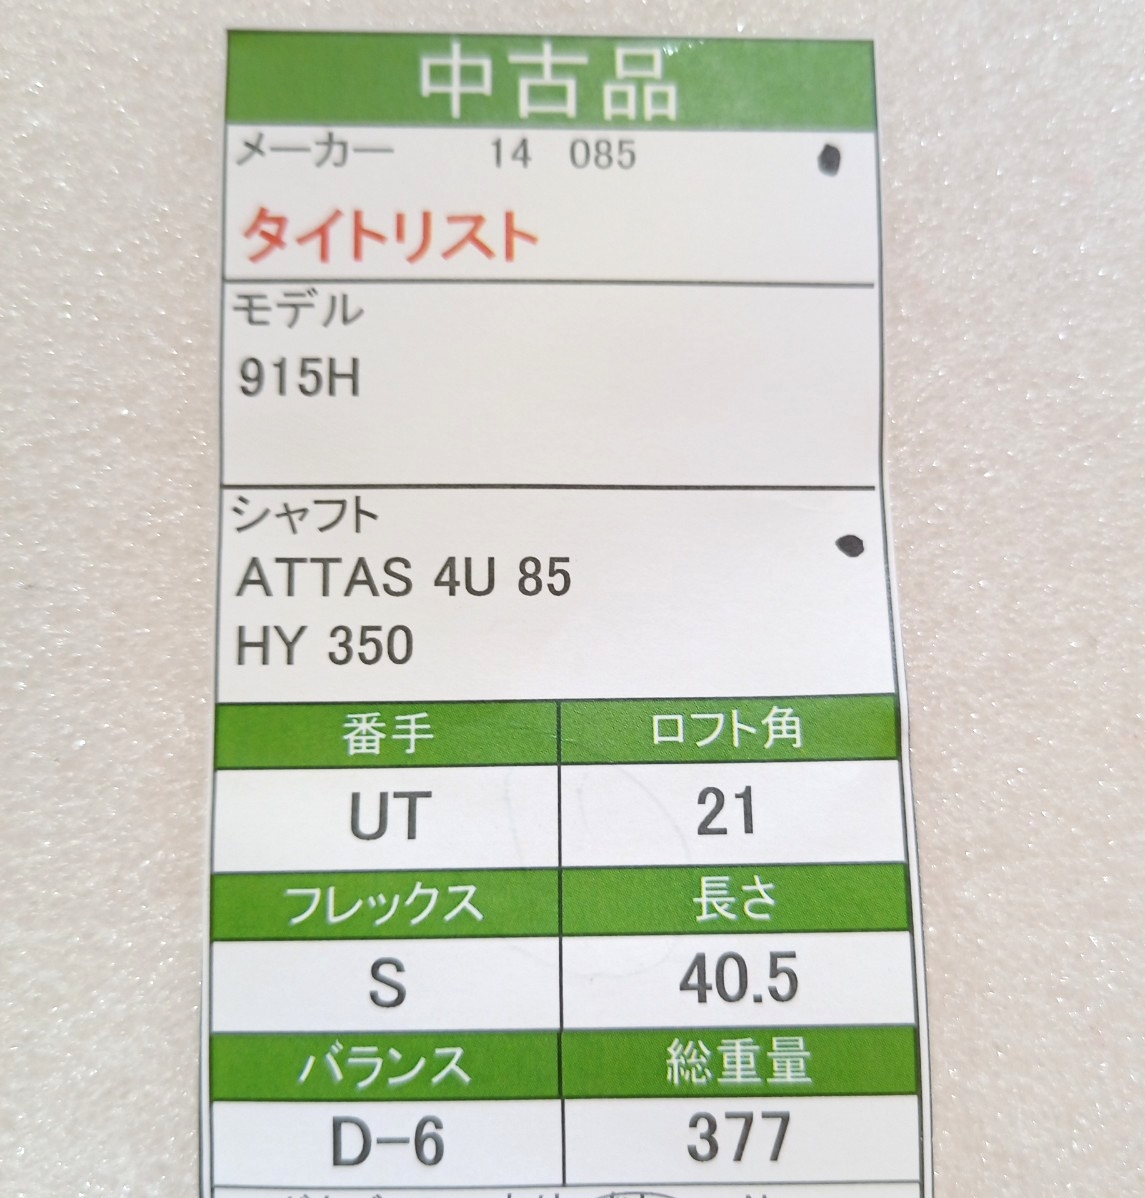 中古品
メーカー 14 085
タイトリスト
モデル
915H
シャフト
ATTAS 4U 85
HY 350
番手 ロフト角
UT 21
フレックス 長さ
S 40.5
バランス 総重量
D-6 377